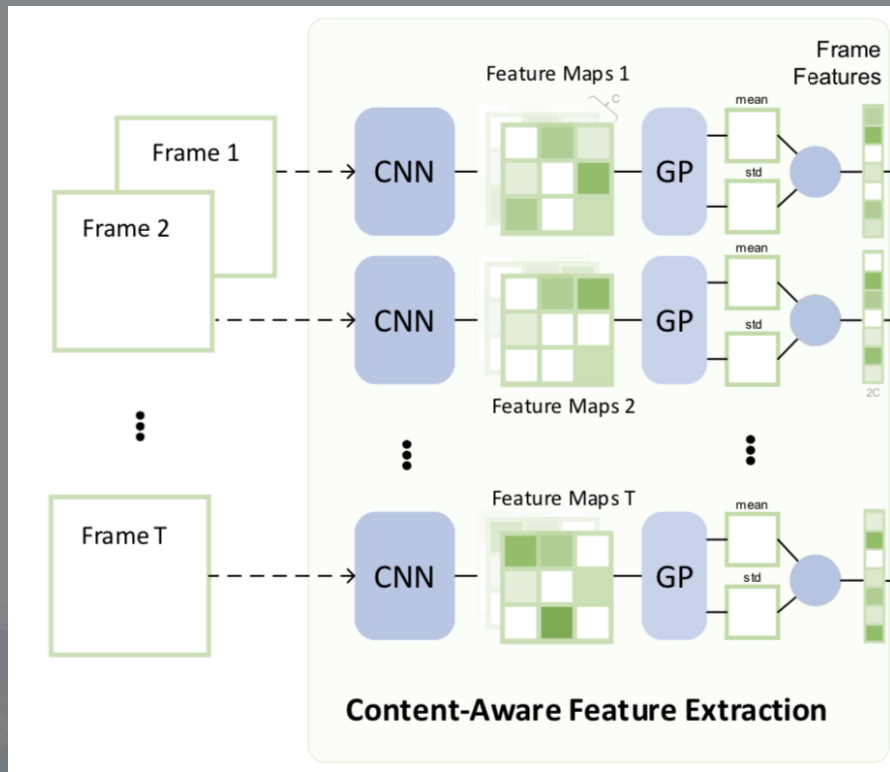 Frame
Features
Feature Maps 1
C
mean
Frame 1
CNN
GP
std
Frame 2
mean
CNN
GP
std
Feature Maps 2
2C
Feature Maps T
mean
Frame T
CNN
GP
std
Content-Aware Feature Extraction